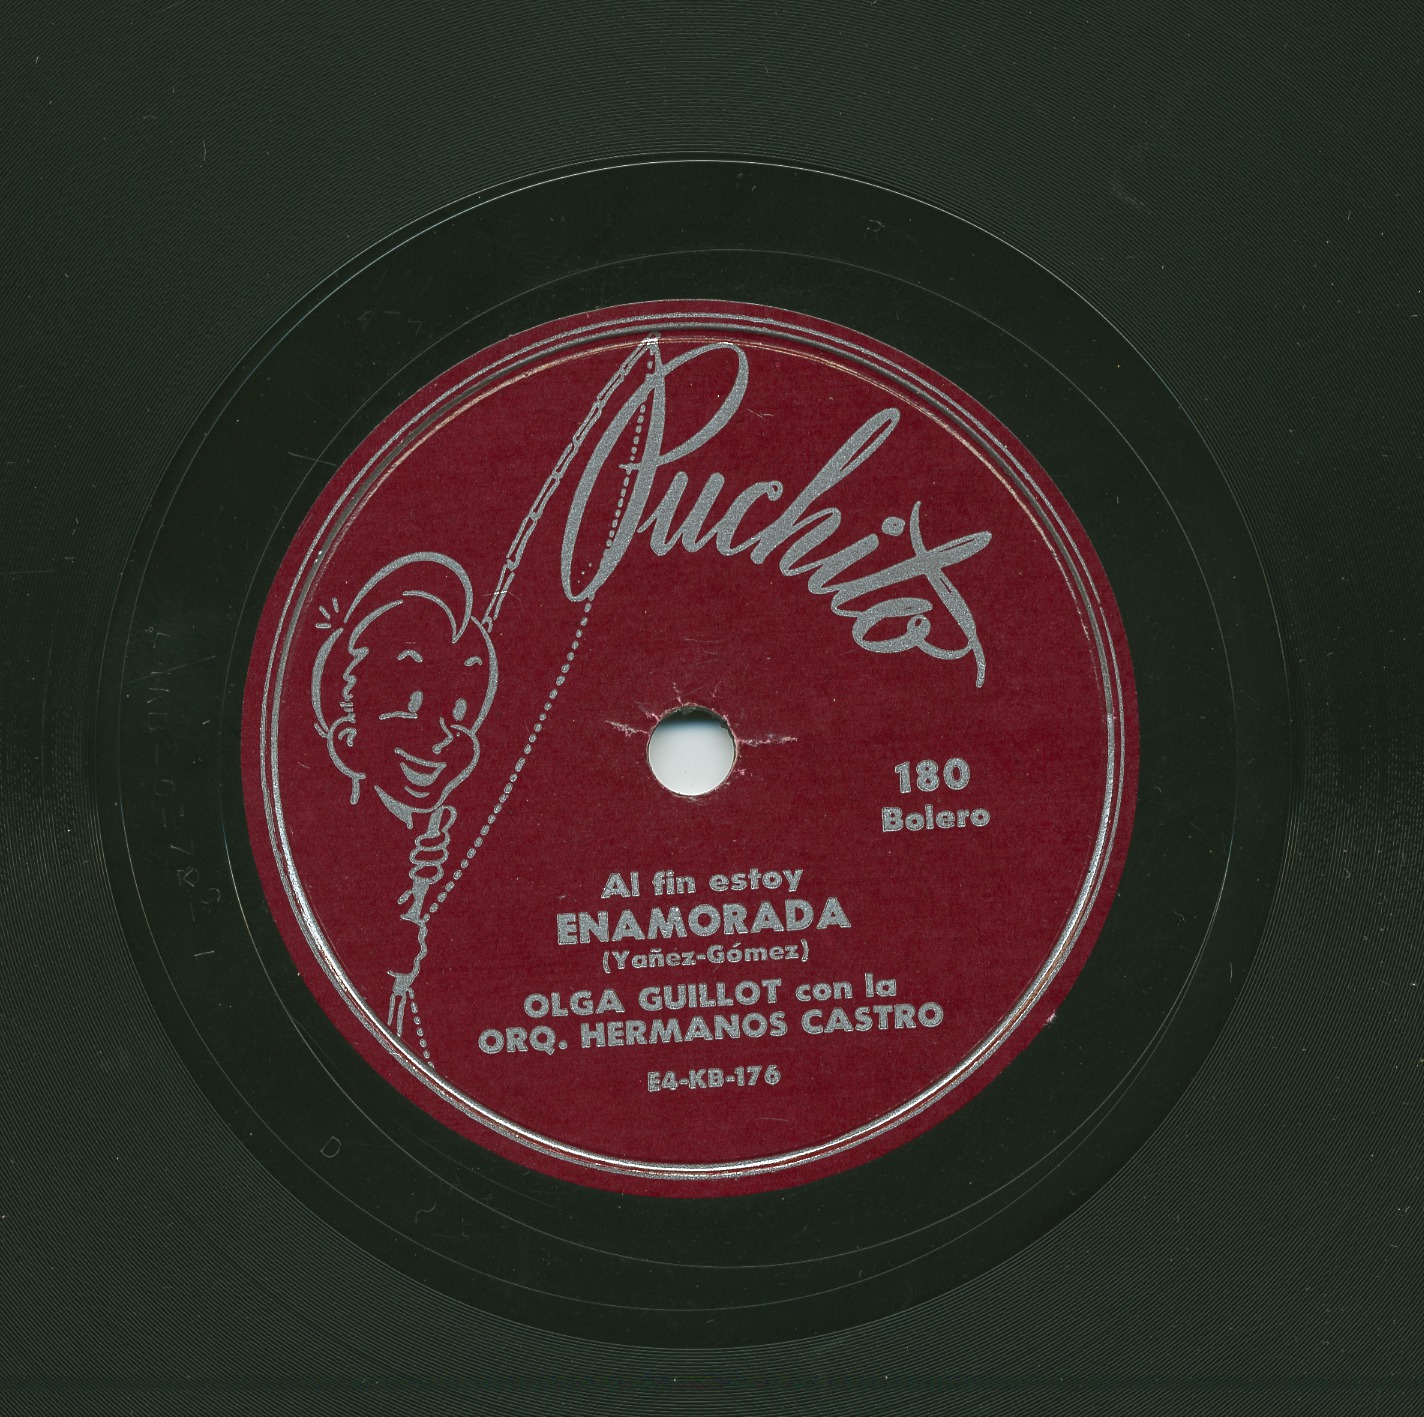 Puchito
180
Bolero
Al fin estoy
ENAMORADA
(Yañez-Gómez)
OLGA GUILLOT con la
ORQ. HERMANOS CASTRO
E4-KB-176